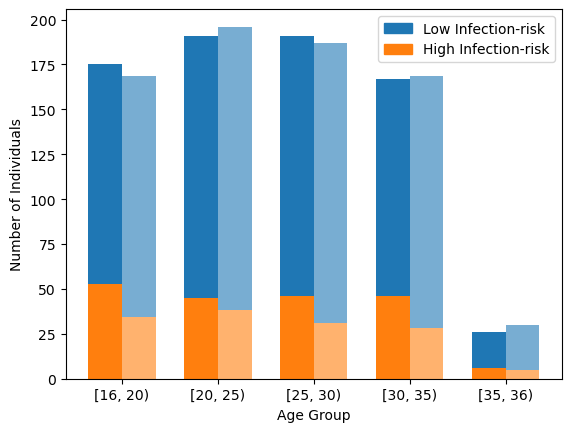 200
175
150
125
100
75
50
25
0
Number of Individuals
Low Infection-risk
High Infection-risk
[16, 20) [20, 25) [25, 30) [30, 35) [35, 36)
Age Group